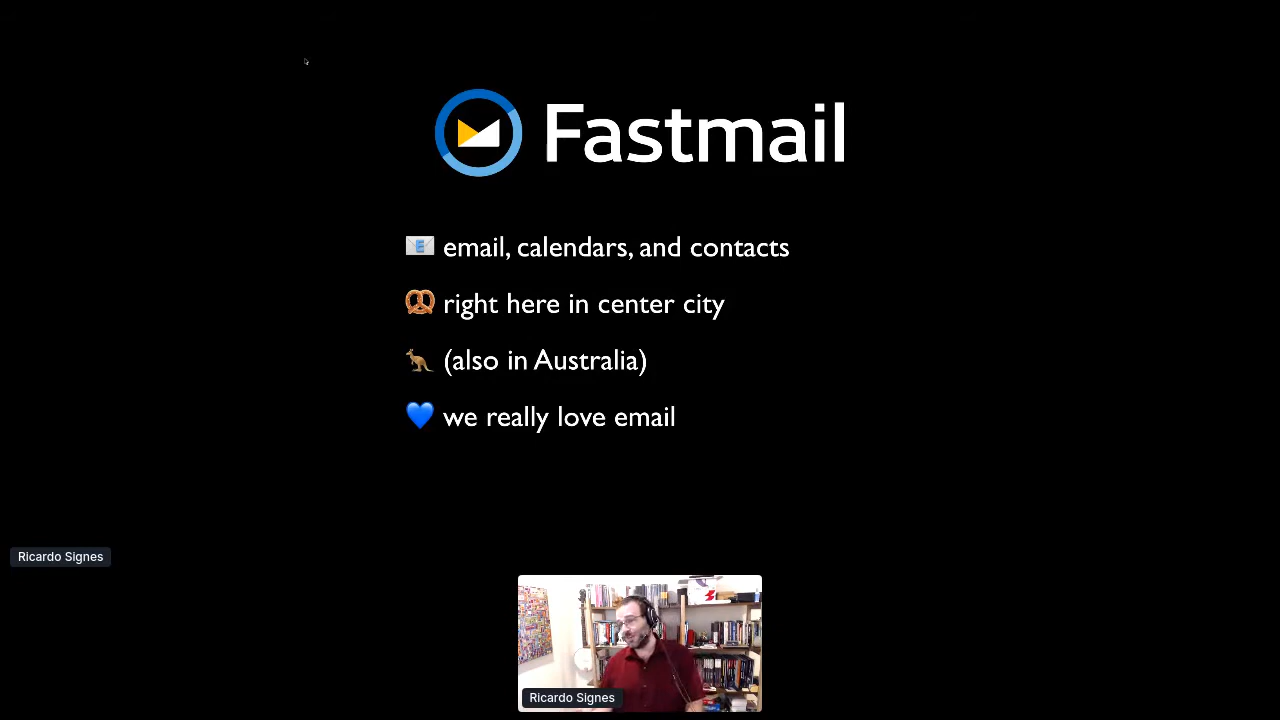 Fastmail
email, calendars, and contacts
right here in center city
(also in Australia)
we really love email
Ricardo Signes
Ricardo Signes